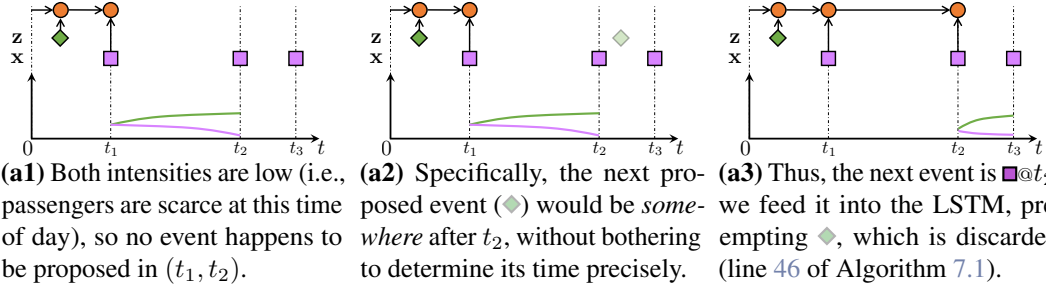 z
x
0 t₁ t₂ t₃ t
(a1) Both intensities are low (i.e.,
passengers are scarce at this time
of day), so no event happens to
be proposed in (t₁, t₂).
z
x
0 t₁ t₂ t₃ t
(a2) Specifically, the next pro-
posed event (◆) would be some-
where after t₂, without bothering
to determine its time precisely.
z
x
0 t₁ t₂ t₃ t
(a3) Thus, the next event is ■@t₂
we feed it into the LSTM, pre
empting ◆, which is discarde
(line 46 of Algorithm 7.1).